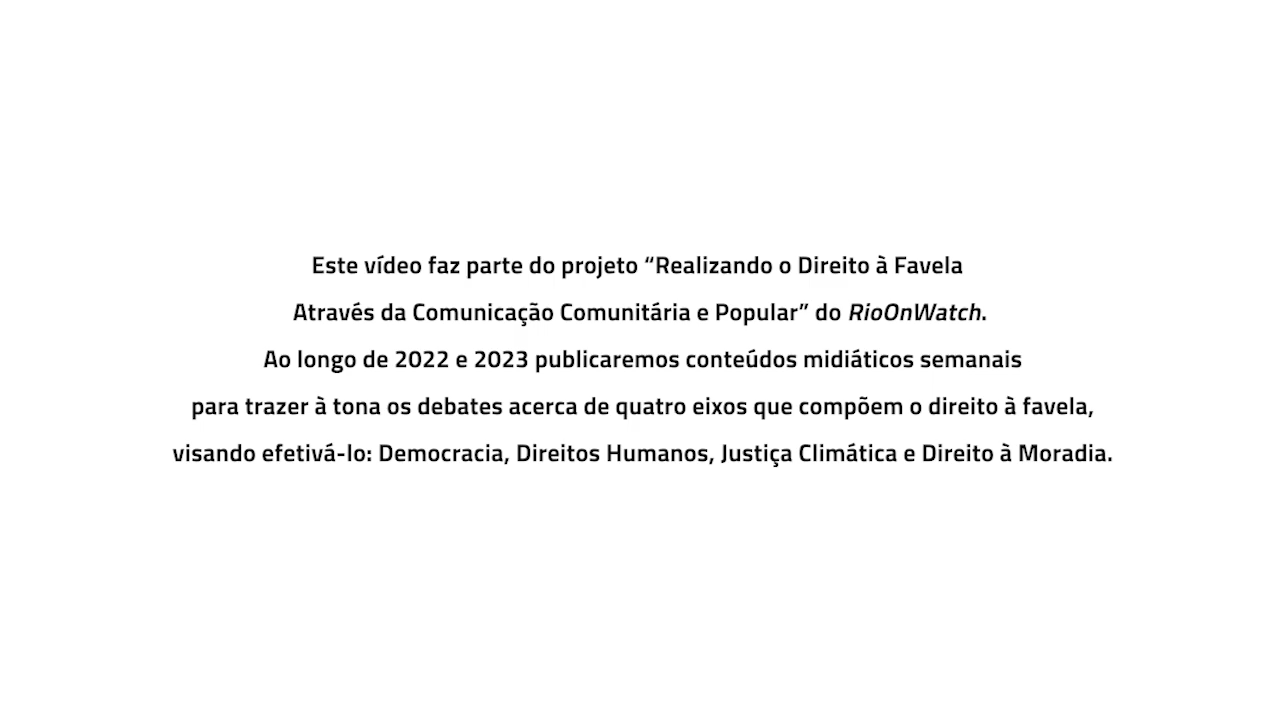 Este vídeo faz parte do projeto “Realizando o Direito à Favela
Através da Comunicação Comunitária e Popular” do RioOnWatch.
Ao longo de 2022 e 2023 publicaremos conteúdos midiáticos semanais
para trazer à tona os debates acerca de quatro eixos que compõem o direito à favela,
visando efetivá-lo: Democracia, Direitos Humanos, Justiça Climática e Direito à Moradia.